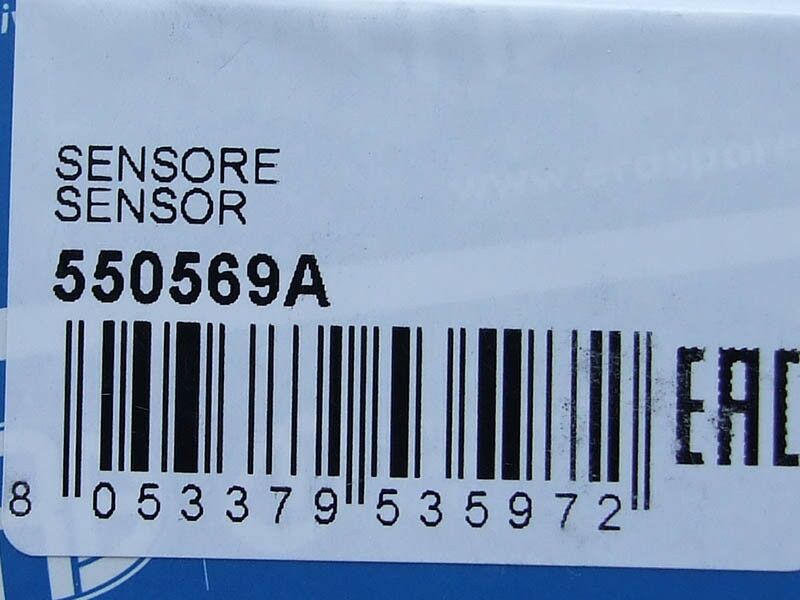 SENSORE
SENSOR
550569A
EAC
8 053379 535972